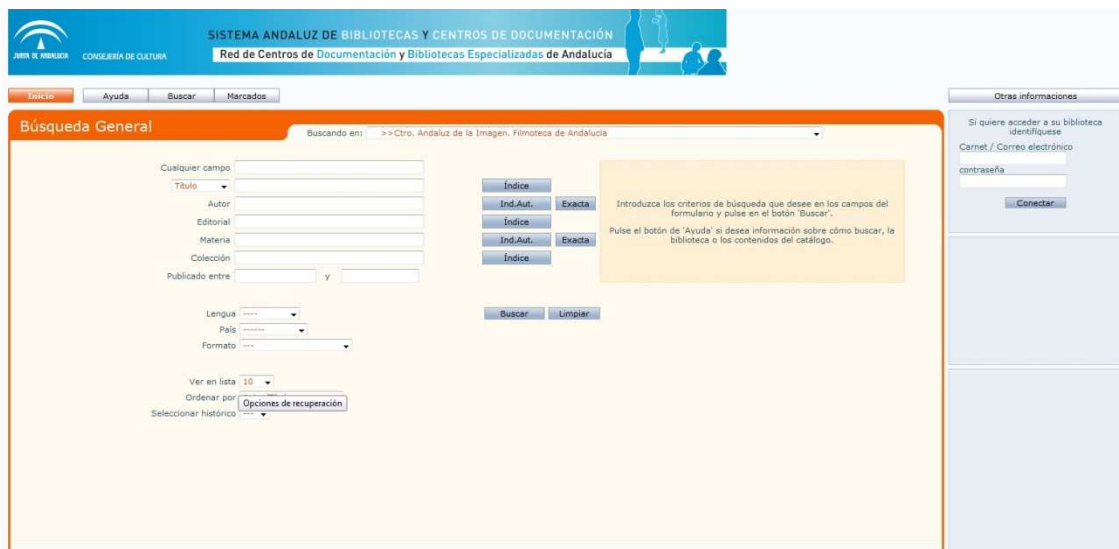 SISTEMA ANDALUZ DE BIBLIOTECAS Y CENTROS DE DOCUMENTACIÓN
JUNTA DE ANDALUCIA CONSEJERÍA DE CULTURA
Red de Centros de Documentación y Bibliotecas Especializadas de Andalucía
Inicio Ayuda Buscar Marcados
Otras informaciones
Búsqueda General
Buscando en: >>Ctro. Andaluz de la Imagen. Filmoteca de Andalucía
Si quiere acceder a su biblioteca
identifíquese
Carnet / Correo electrónico
contraseña
Conectar
Cualquier campo
Título Índice
Autor Ind.Aut. Exacta
Editorial Índice
Materia Ind.Aut. Exacta
Colección Índice
Publicado entre y
Introduzca los criterios de búsqueda que desee en los campos del
formulario y pulse en el botón 'Buscar'.
Pulse el botón de 'Ayuda' si desea información sobre cómo buscar, la
biblioteca o los contenidos del catálogo.
Lengua ---- Buscar Limpiar
País ------
Formato ---
Ver en lista 10
Ordenar por
Opciones de recuperación
Seleccionar histórico ---